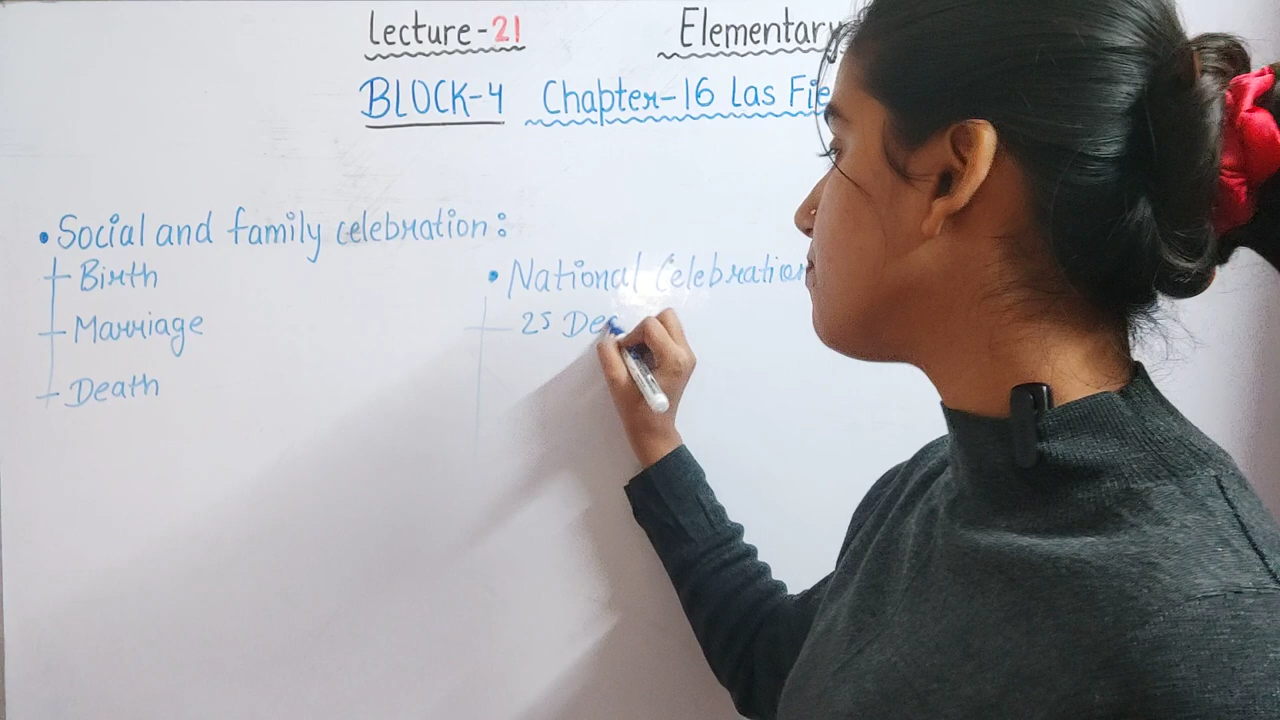 Lecture-21 Elementary
BLOCK-4 Chapter-16 Las Fie
• Social and family celebration:
Birth
Marriage
Death
• National Celebration
25 Dec